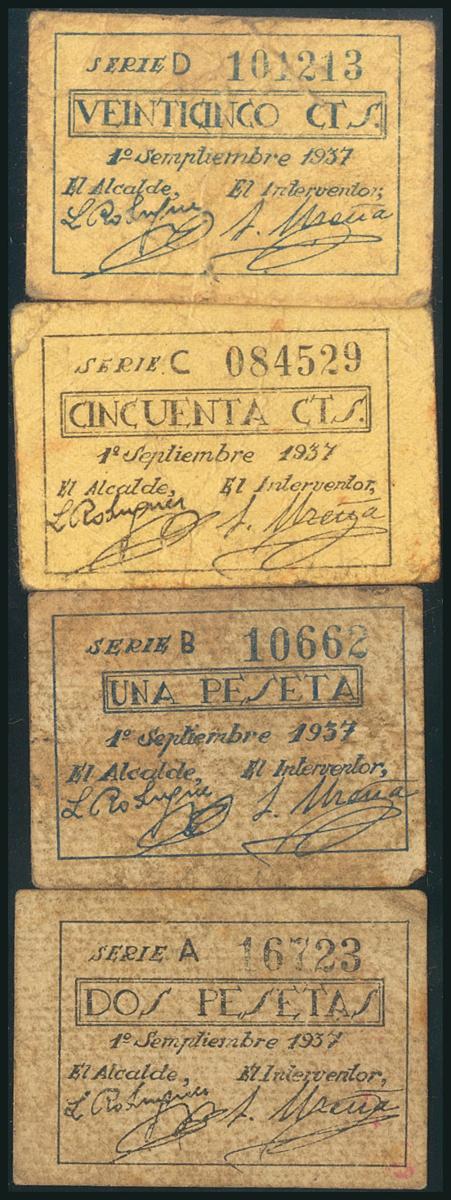 SERIE D 101213
VEINTICINCO CTS.
1º Semptiembre 1937
El Alcalde, El Interventor,
SERIE C 084529
CINCUENTA CTS.
1º Septiembre 1937
El Alcalde, El Interventor,
SERIE B 10662
UNA PESETA
1º Septiembre 1937
El Alcalde, El Interventor,
SERIE A 16723
DOS PESETAS
1º Semptiembre 1937
El Alcalde, El Interventor,